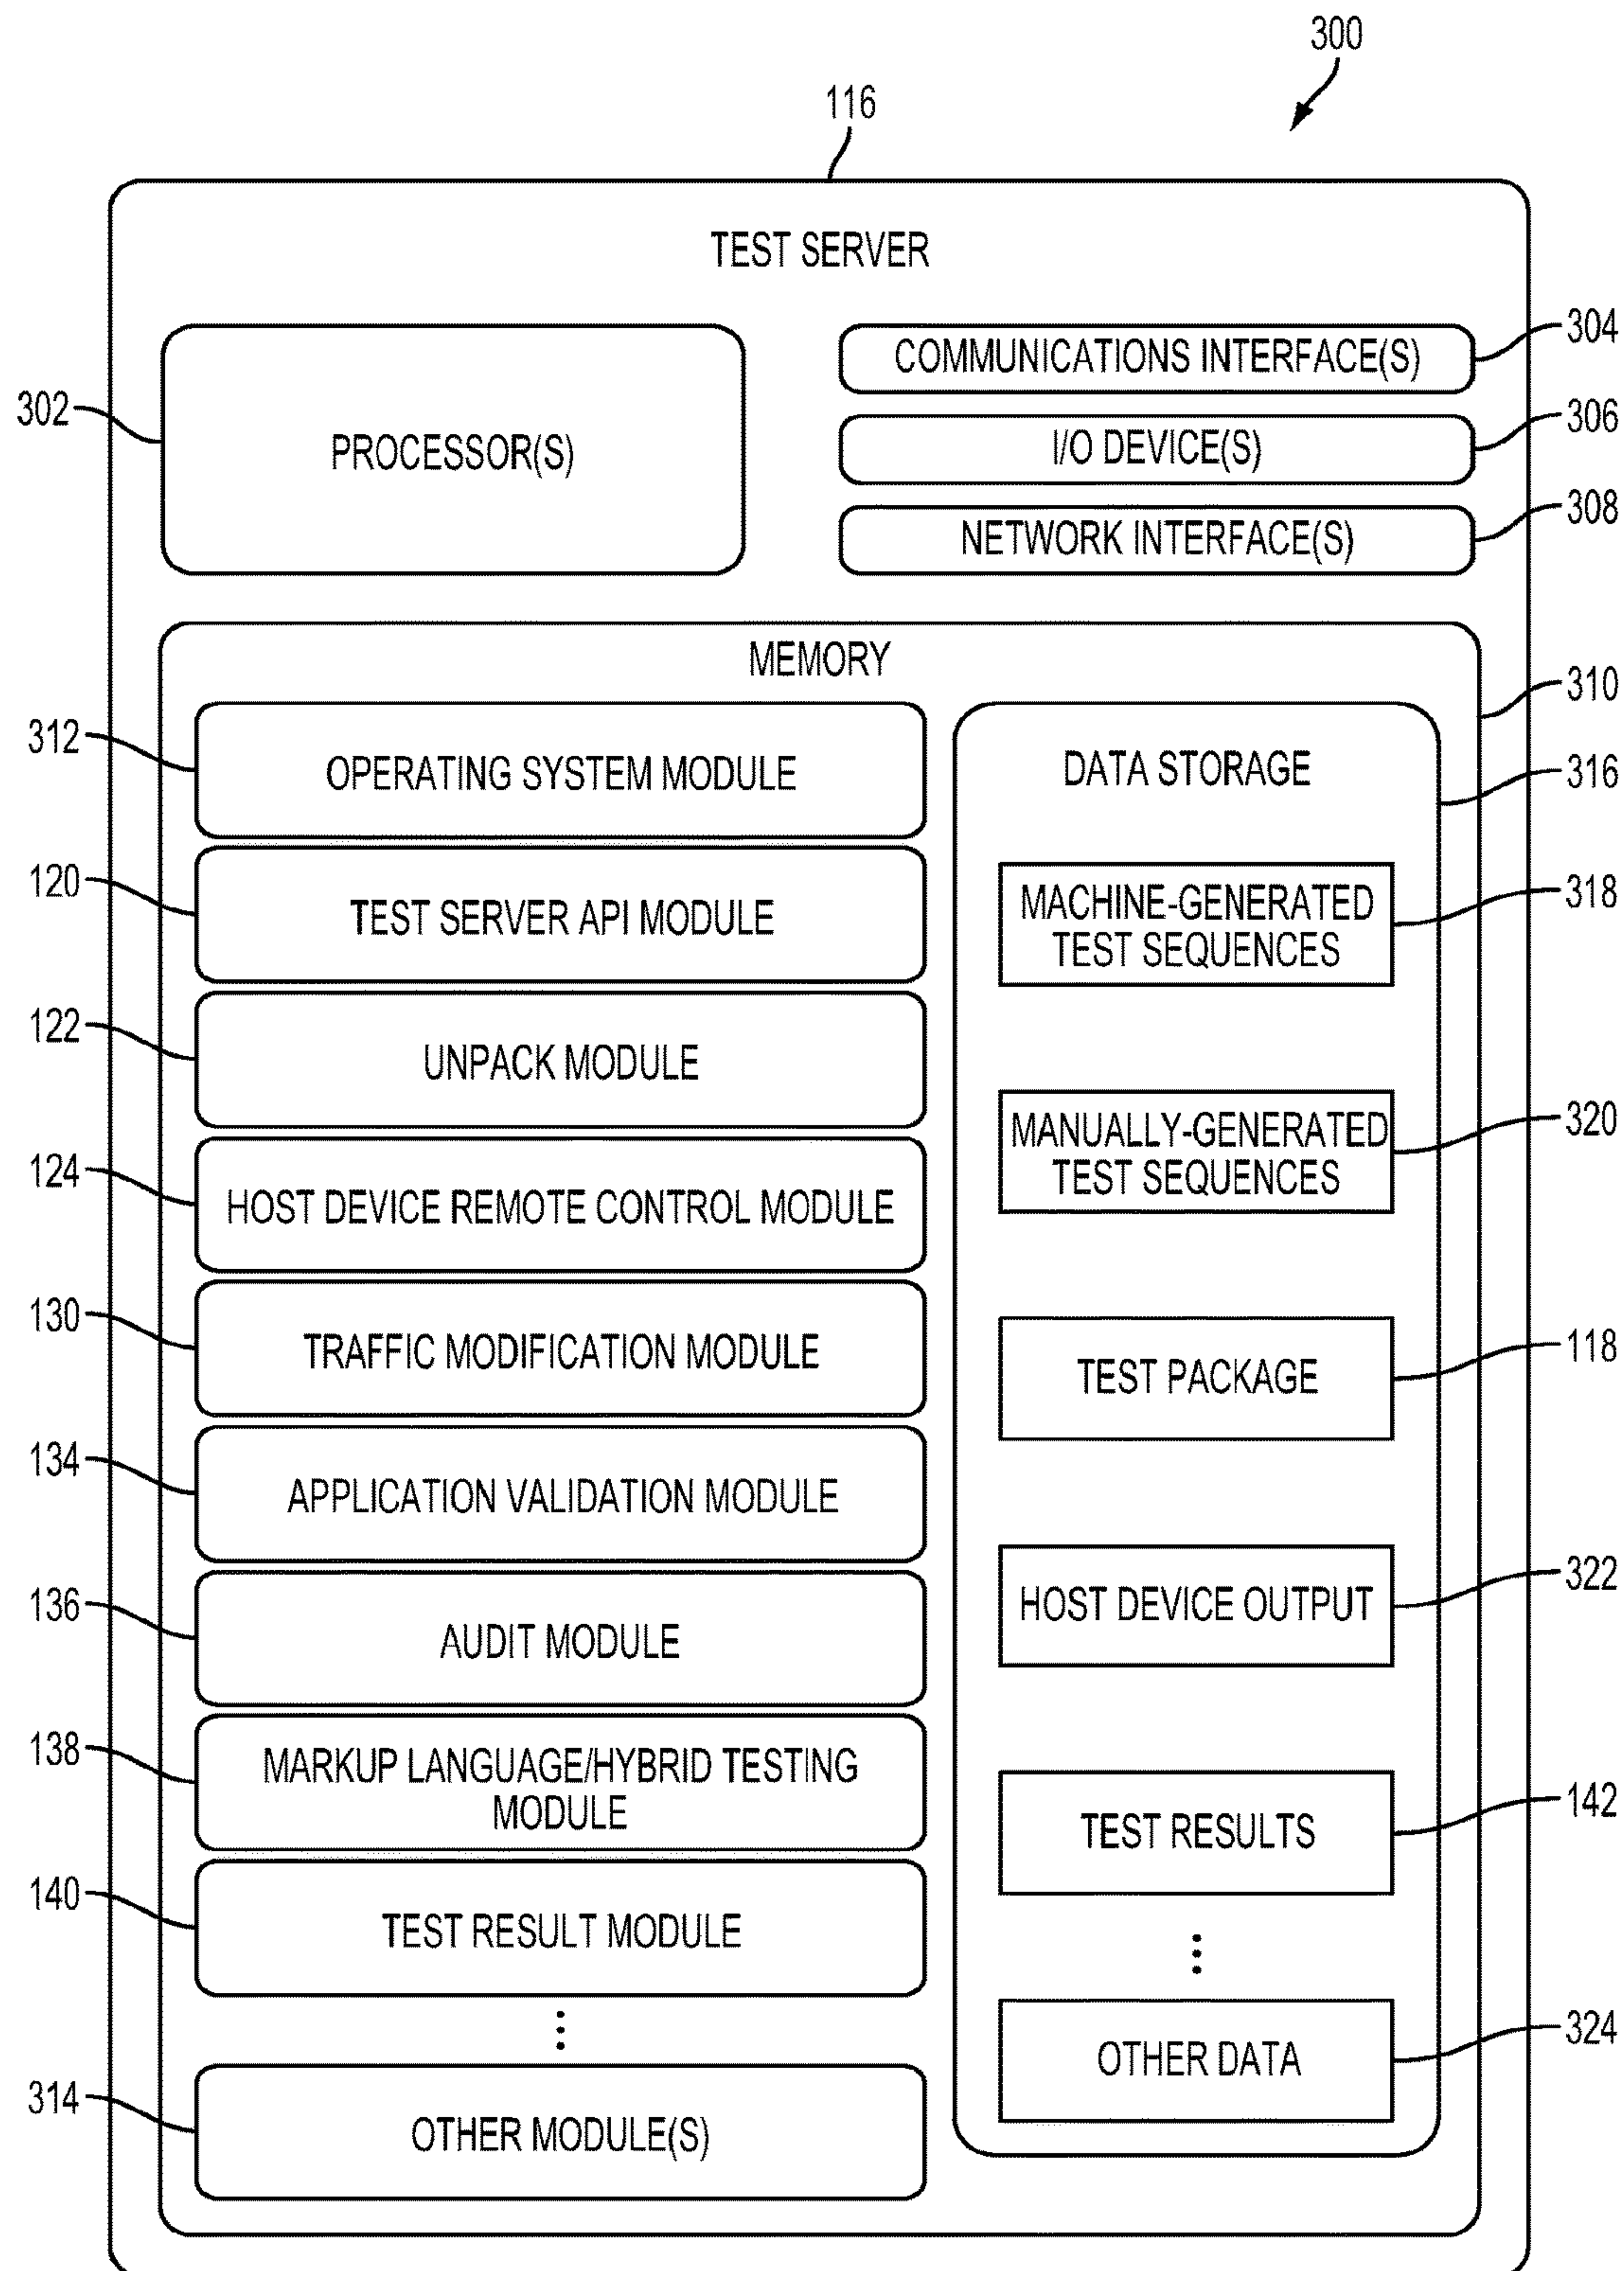 300
116
TEST SERVER
302
PROCESSOR(S)
COMMUNICATIONS INTERFACE(S)
304
I/O DEVICE(S)
306
NETWORK INTERFACE(S)
308
MEMORY
310
312
OPERATING SYSTEM MODULE
120
TEST SERVER API MODULE
122
UNPACK MODULE
124
HOST DEVICE REMOTE CONTROL MODULE
130
TRAFFIC MODIFICATION MODULE
134
APPLICATION VALIDATION MODULE
136
AUDIT MODULE
138
MARKUP LANGUAGE/HYBRID TESTING
MODULE
140
TEST RESULT MODULE
314
OTHER MODULE(S)
DATA STORAGE
316
MACHINE-GENERATED
TEST SEQUENCES
318
MANUALLY-GENERATED
TEST SEQUENCES
320
TEST PACKAGE
118
HOST DEVICE OUTPUT
322
TEST RESULTS
142
OTHER DATA
324